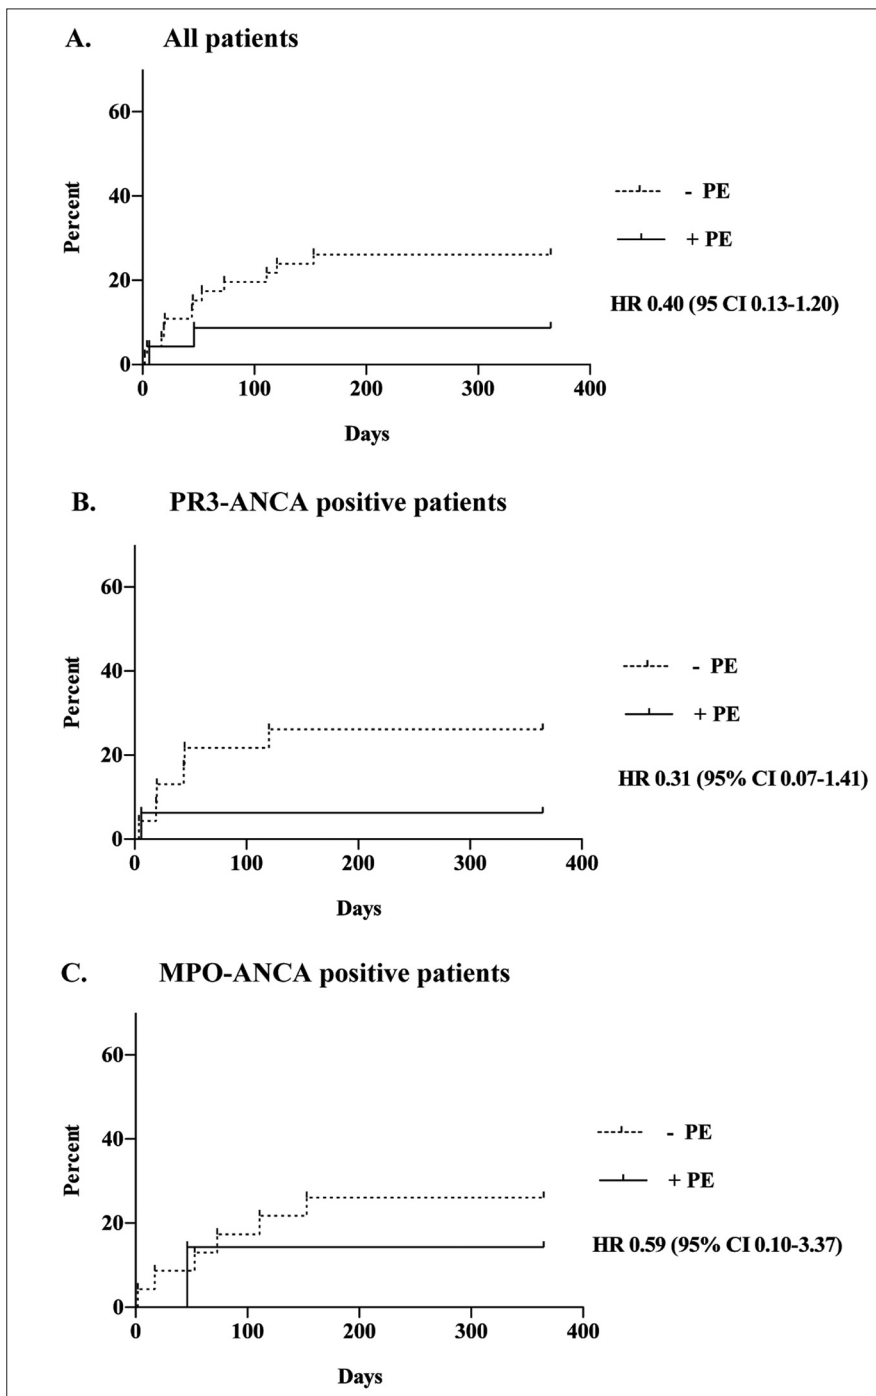 A. All patients
60
40
20
0
Percent
0 100 200 300 400
Days
- PE
+ PE
HR 0.40 (95 CI 0.13-1.20)
B. PR3-ANCA positive patients
60
40
20
0
Percent
0 100 200 300 400
Days
- PE
+ PE
HR 0.31 (95% CI 0.07-1.41)
C. MPO-ANCA positive patients
60
40
20
0
Percent
0 100 200 300 400
Days
- PE
+ PE
HR 0.59 (95% CI 0.10-3.37)